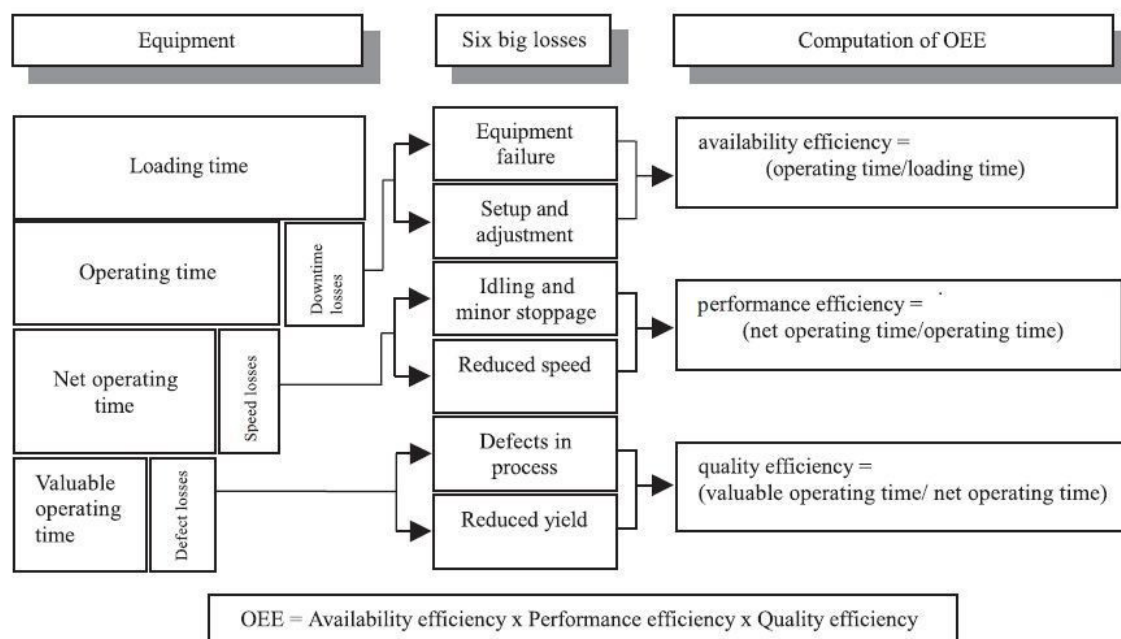 Equipment
Six big losses
Computation of OEE
Loading time
Equipment
failure
availability efficiency =
(operating time/loading time)
Setup and
adjustment
Operating time
Downtime
losses
Idling and
minor stoppage
performance efficiency =
(net operating time/operating time)
Net operating
time
Speed losses
Reduced speed
Defects in
process
quality efficiency =
(valuable operating time/ net operating time)
Valuable
operating
time
Defect losses
Reduced yield
OEE = Availability efficiency x Performance efficiency x Quality efficiency